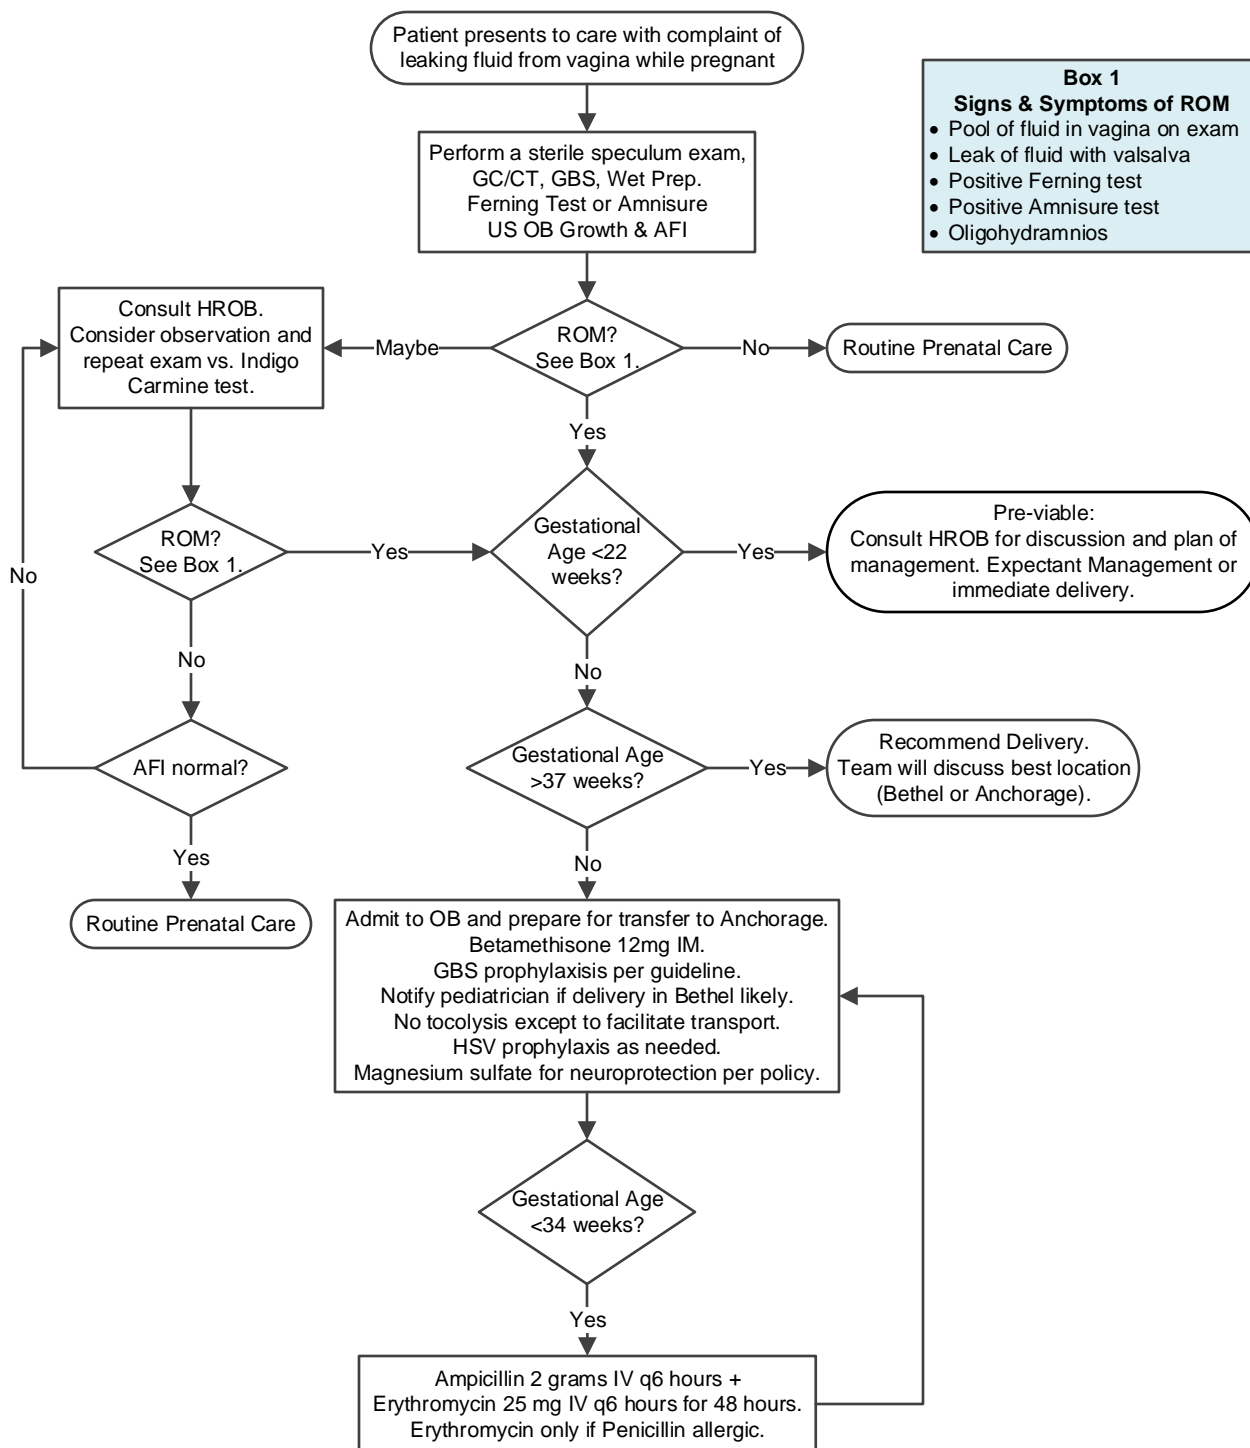 Patient presents to care with complaint of
leaking fluid from vagina while pregnant
Box 1
Signs & Symptoms of ROM
• Pool of fluid in vagina on exam
• Leak of fluid with valsalva
• Positive Ferning test
• Positive Amnisure test
• Oligohydramnios
Perform a sterile speculum exam,
GC/CT, GBS, Wet Prep.
Ferning Test or Amnisure
US OB Growth & AFI
Consult HROB.
Consider observation and
repeat exam vs. Indigo
Carmine test.
Maybe
ROM?
See Box 1.
No
Routine Prenatal Care
Yes
ROM?
See Box 1.
Yes
Gestational
Age <22
weeks?
Yes
Pre-viable:
Consult HROB for discussion and plan of
management. Expectant Management or
immediate delivery.
No
No
No
AFI normal?
Gestational Age
>37 weeks?
Yes
Recommend Delivery.
Team will discuss best location
(Bethel or Anchorage).
Yes
No
Routine Prenatal Care
Admit to OB and prepare for transfer to Anchorage.
Betamethisone 12mg IM.
GBS prophylaxisis per guideline.
Notify pediatrician if delivery in Bethel likely.
No tocolysis except to facilitate transport.
HSV prophylaxis as needed.
Magnesium sulfate for neuroprotection per policy.
Gestational Age
<34 weeks?
Yes
Ampicillin 2 grams IV q6 hours +
Erythromycin 25 mg IV q6 hours for 48 hours.
Erythromycin only if Penicillin allergic.